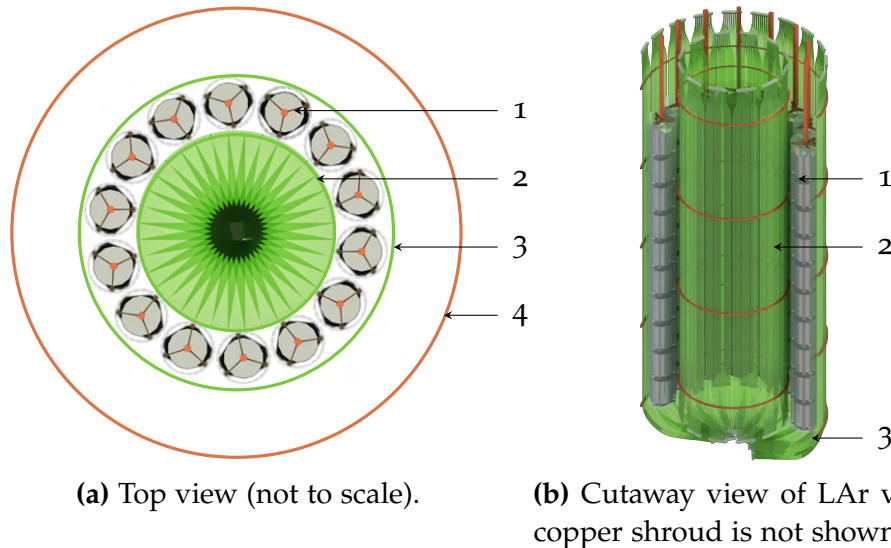 1
2
3
4
1
2
3
(a) Top view (not to scale).
(b) Cutaway view of LAr v
copper shroud is not shown